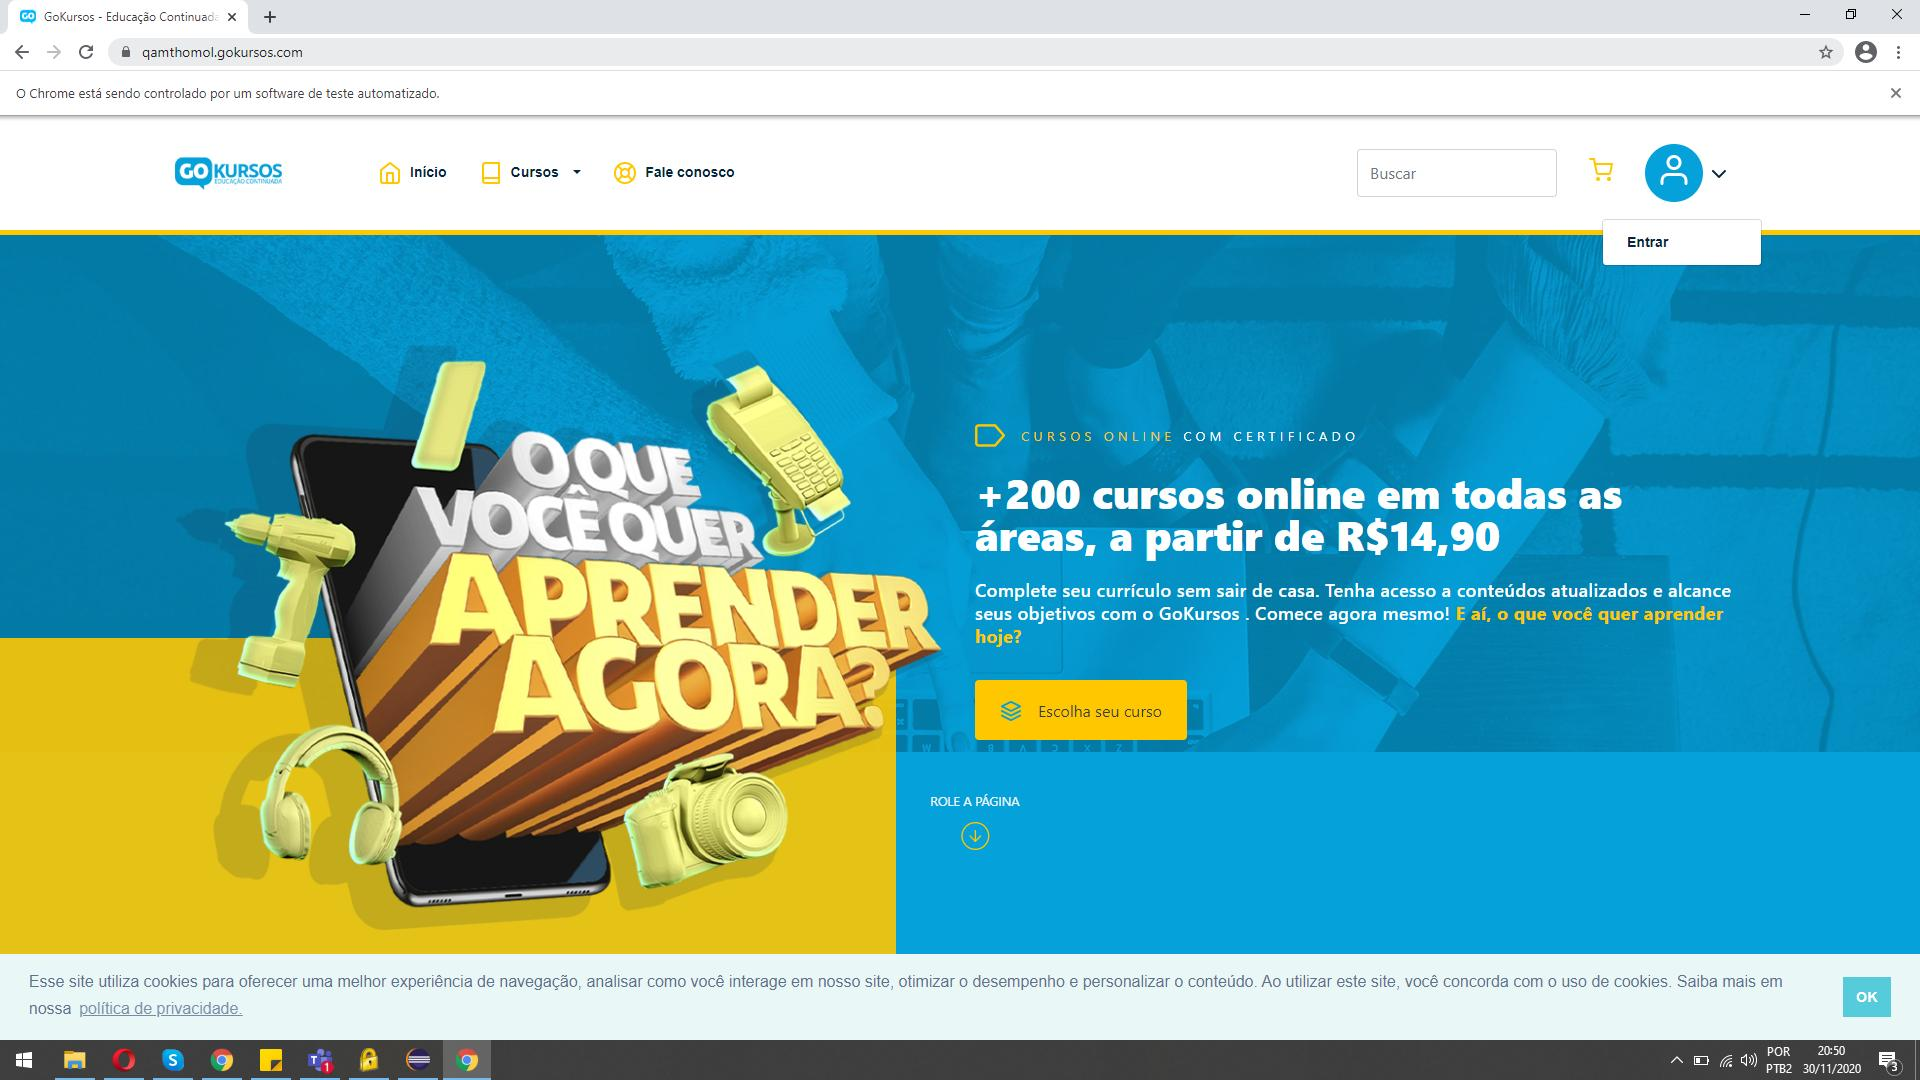 GoKursos - Educação Continuada
qamthomol.gokursos.com
O Chrome está sendo controlado por um software de teste automatizado.
GO KURSOS
EDUCAÇÃO CONTINUADA
Início
Cursos
Fale conosco
Buscar
Entrar
O QUE
VOCÊ QUER
APRENDER
AGORA?
CURSOS ONLINE COM CERTIFICADO
+200 cursos online em todas as
áreas, a partir de R$14,90
Complete seu currículo sem sair de casa. Tenha acesso a conteúdos atualizados e alcance
seus objetivos com o GoKursos . Comece agora mesmo! E aí, o que você quer aprender
hoje?
Escolha seu curso
ROLE A PÁGINA
Esse site utiliza cookies para oferecer uma melhor experiência de navegação, analisar como você interage em nosso site, otimizar o desempenho e personalizar o conteúdo. Ao utilizar este site, você concorda com o uso de cookies. Saiba mais em
nossa política de privacidade.
OK
POR
PTB2
20:50
30/11/2020
3
1